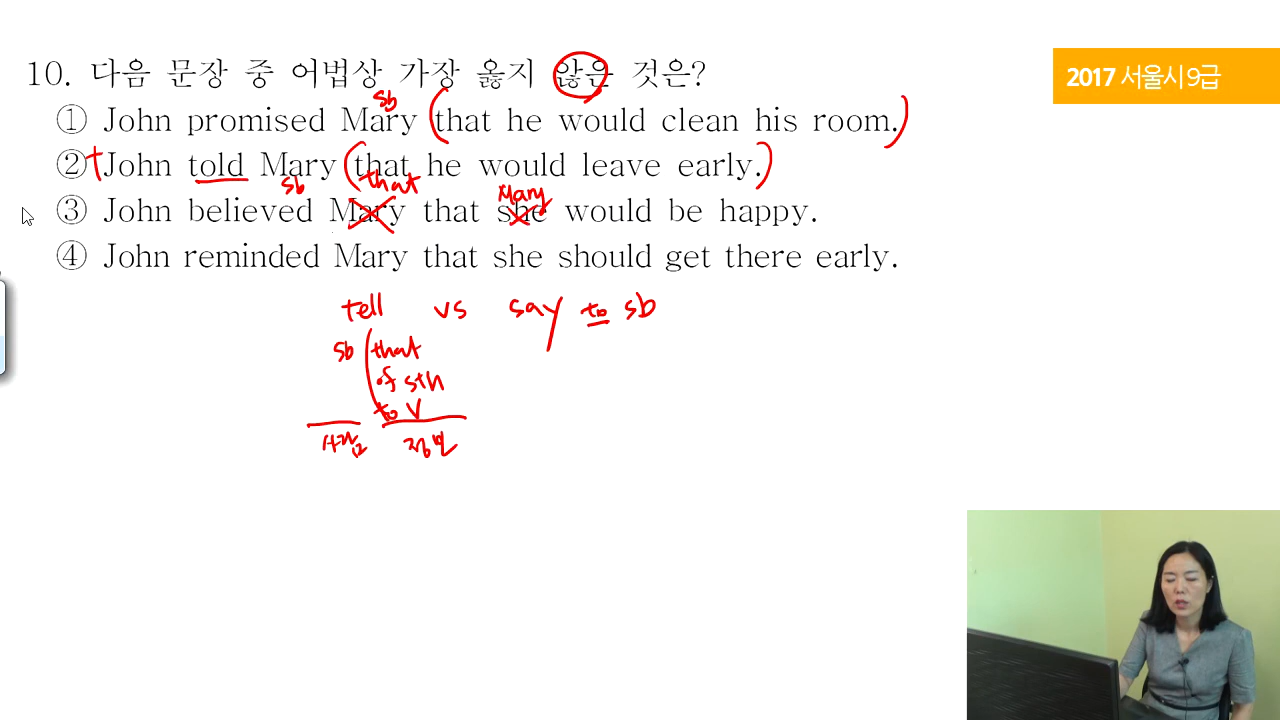 10. 다음 문장 중 어법상 가장 옳지 않은 것은?
2017 서울시 9급
sb
① John promised Mary (that he would clean his room.)
② John told Mary (that he would leave early.)
sb that Mary
③ John believed Mary that she would be happy.
④ John reminded Mary that she should get there early.
tell vs say to sb
sb that
of sth
to V
사람 정보